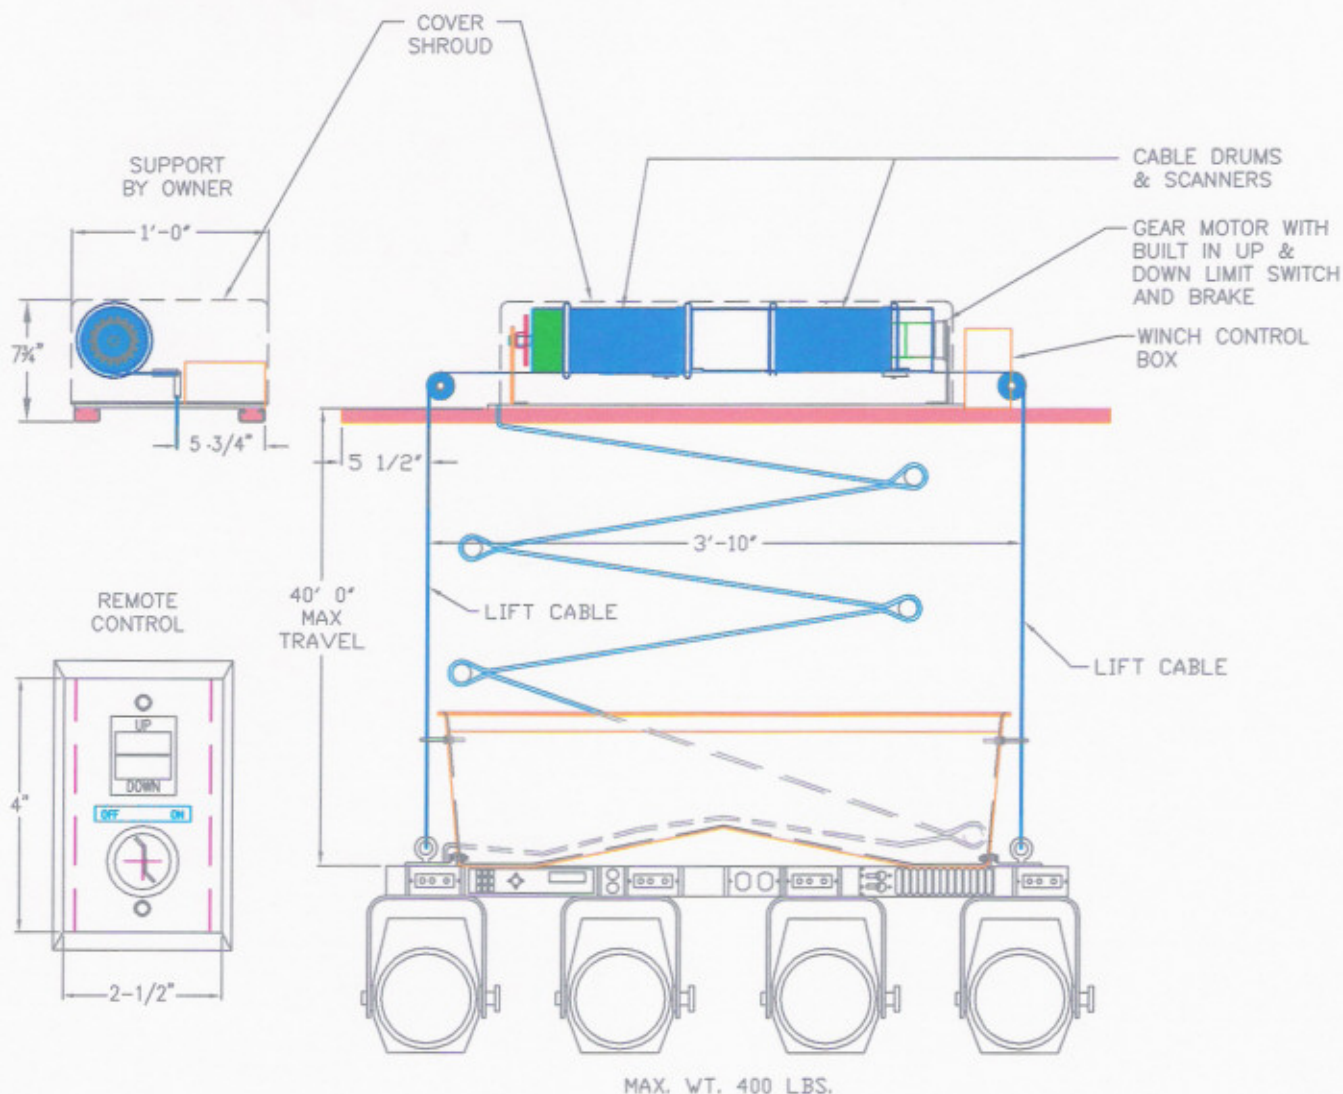 COVER
SHROUD
SUPPORT
BY OWNER
1'-0"
7¾"
5-3/4"
CABLE DRUMS
& SCANNERS
GEAR MOTOR WITH
BUILT IN UP &
DOWN LIMIT SWITCH
AND BRAKE
WINCH CONTROL
BOX
5 1/2"
3'-10"
40' 0"
MAX
TRAVEL
LIFT CABLE
LIFT CABLE
REMOTE
CONTROL
UP
DOWN
OFF ON
4"
2-1/2"
MAX. WT. 400 LBS.